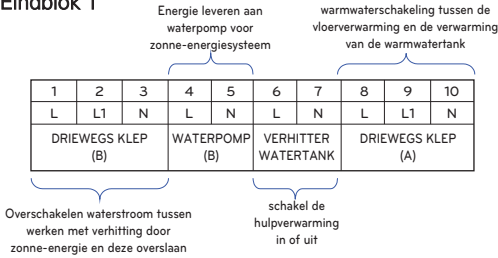 Eindblok 1
Energie leveren aan
waterpomp voor
zonne-energiesysteem
warmwaterschakeling tussen de
vloerverwarming en de verwarming
van de warmwatertank
1 2 3 4 5 6 7 8 9 10
L L1 N L N L N L L1 N
DRIEWEGS KLEP
(B)
WATERPOMP
(B)
VERHITTER
WATERTANK
DRIEWEGS KLEP
(A)
Overschakelen waterstroom tussen
werken met verhitting door
zonne-energie en deze overslaan
schakel de
hulpverwarming
in of uit